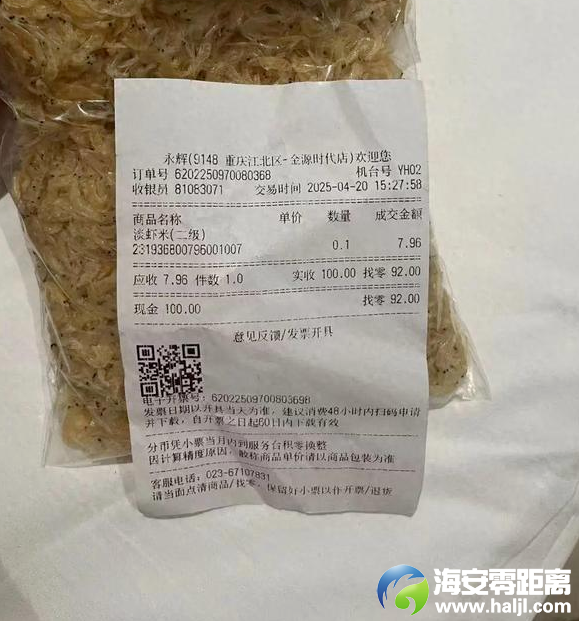 永辉(9148 重庆江北区-金源时代店)欢迎您
订单号 6202250970080368 机台号 YH02
收银员 81083071 交易时间 2025-04-20 15:27:58
商品名称 单价 数量 成交金额
淡虾米(二级)
2319368007960010​07 0.1 7.96
应收 7.96 件数 1.0 实收 100.00 找零 92.00
现金 100.00 找零 92.00
意见反馈/发票开具
电子开票号: 62022509700803698
发票日期以开具当天为准，建议消费48小时内扫码申请
并下载，自开票之日起60日内下载有效
分币凭小票当月内到服务台积零换整
因计算精度原因，散称商品单价请以商品包装为准
客服电话: 023-67107831
请当面点清商品/找零，保留好小票以作开票/退货
海安零距离
www.haijl.com